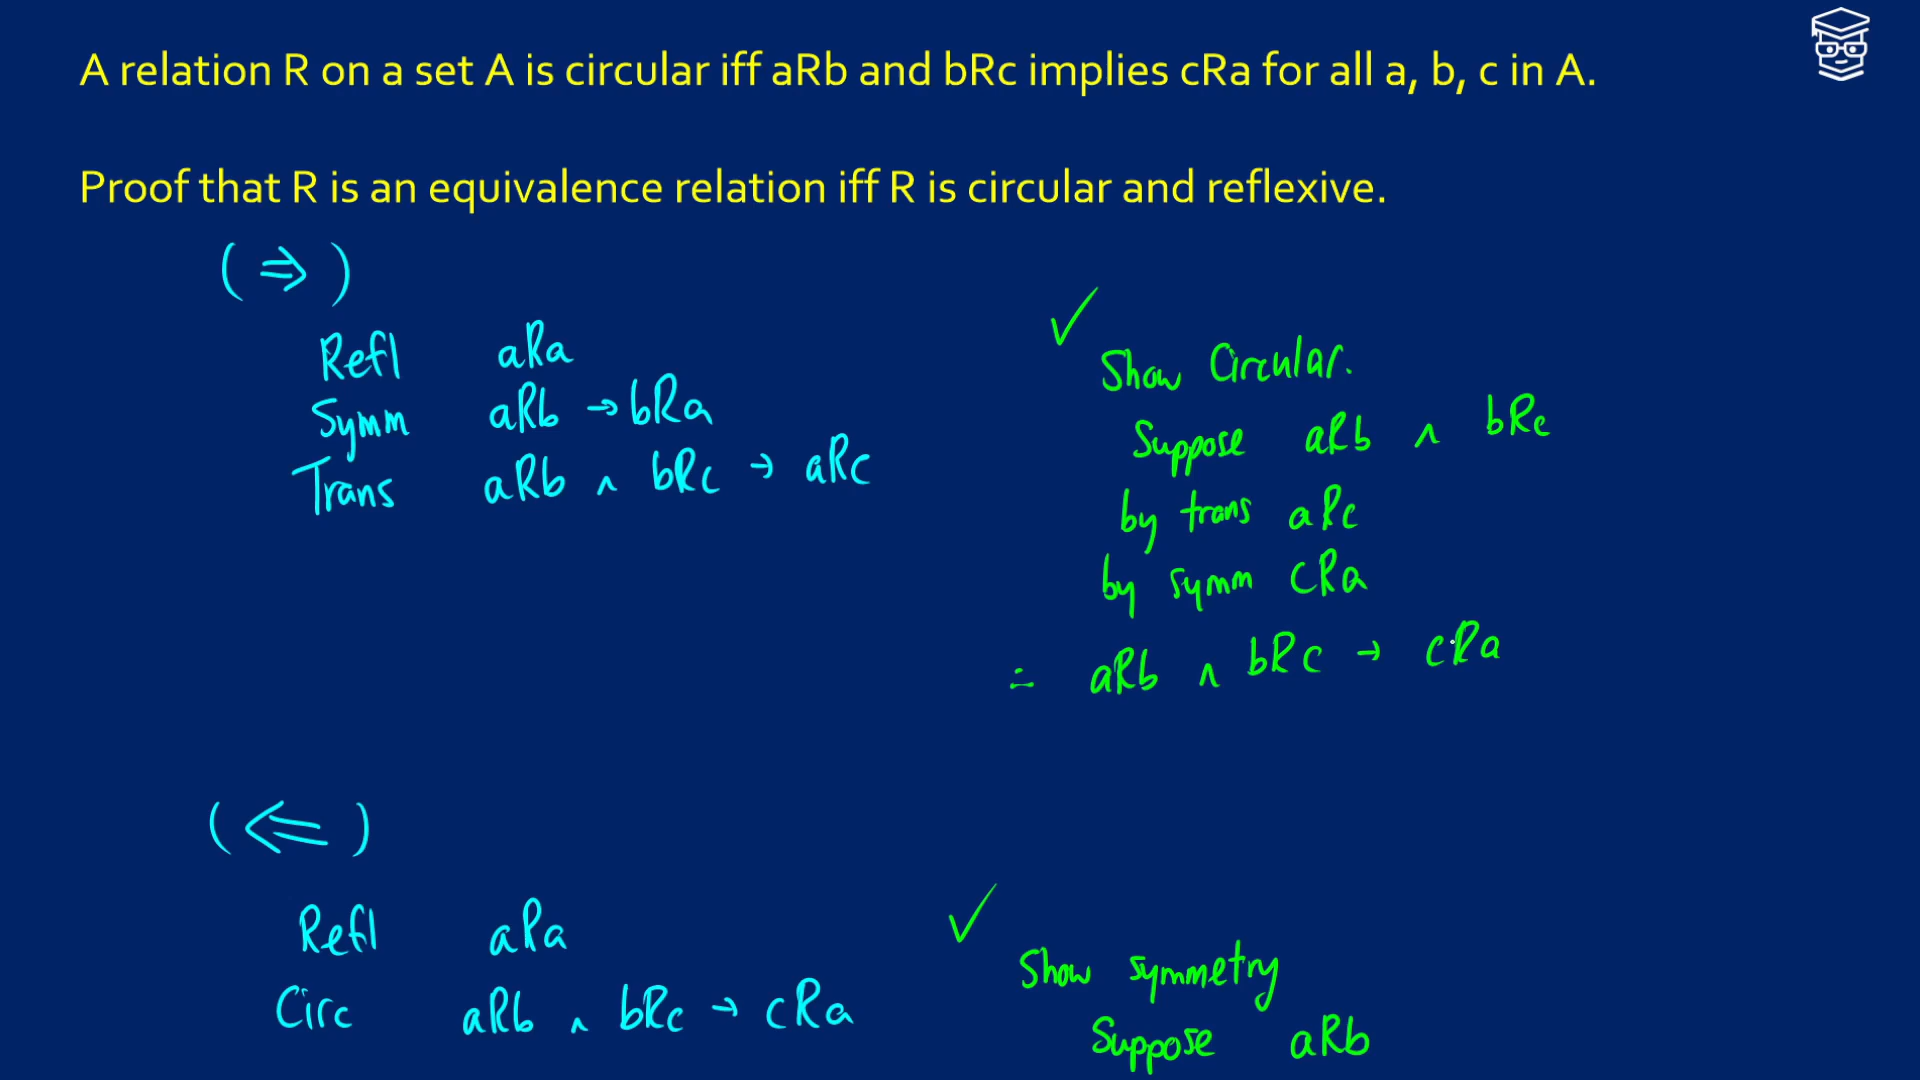 A relation R on a set A is circular iff aRb and bRc implies cRa for all a, b, c in A.
Proof that R is an equivalence relation iff R is circular and reflexive.
(⇒)
Refl aRa
Symm aRb → bRa
Trans aRb ∧ bRc → aRc
✓
Show Circular.
Suppose aRb ∧ bRc
by trans aRc
by symm cRa
∴ aRb ∧ bRc → cRa
(⇐)
Refl aRa
Circ aRb ∧ bRc → cRa
✓
Show symmetry
Suppose aRb